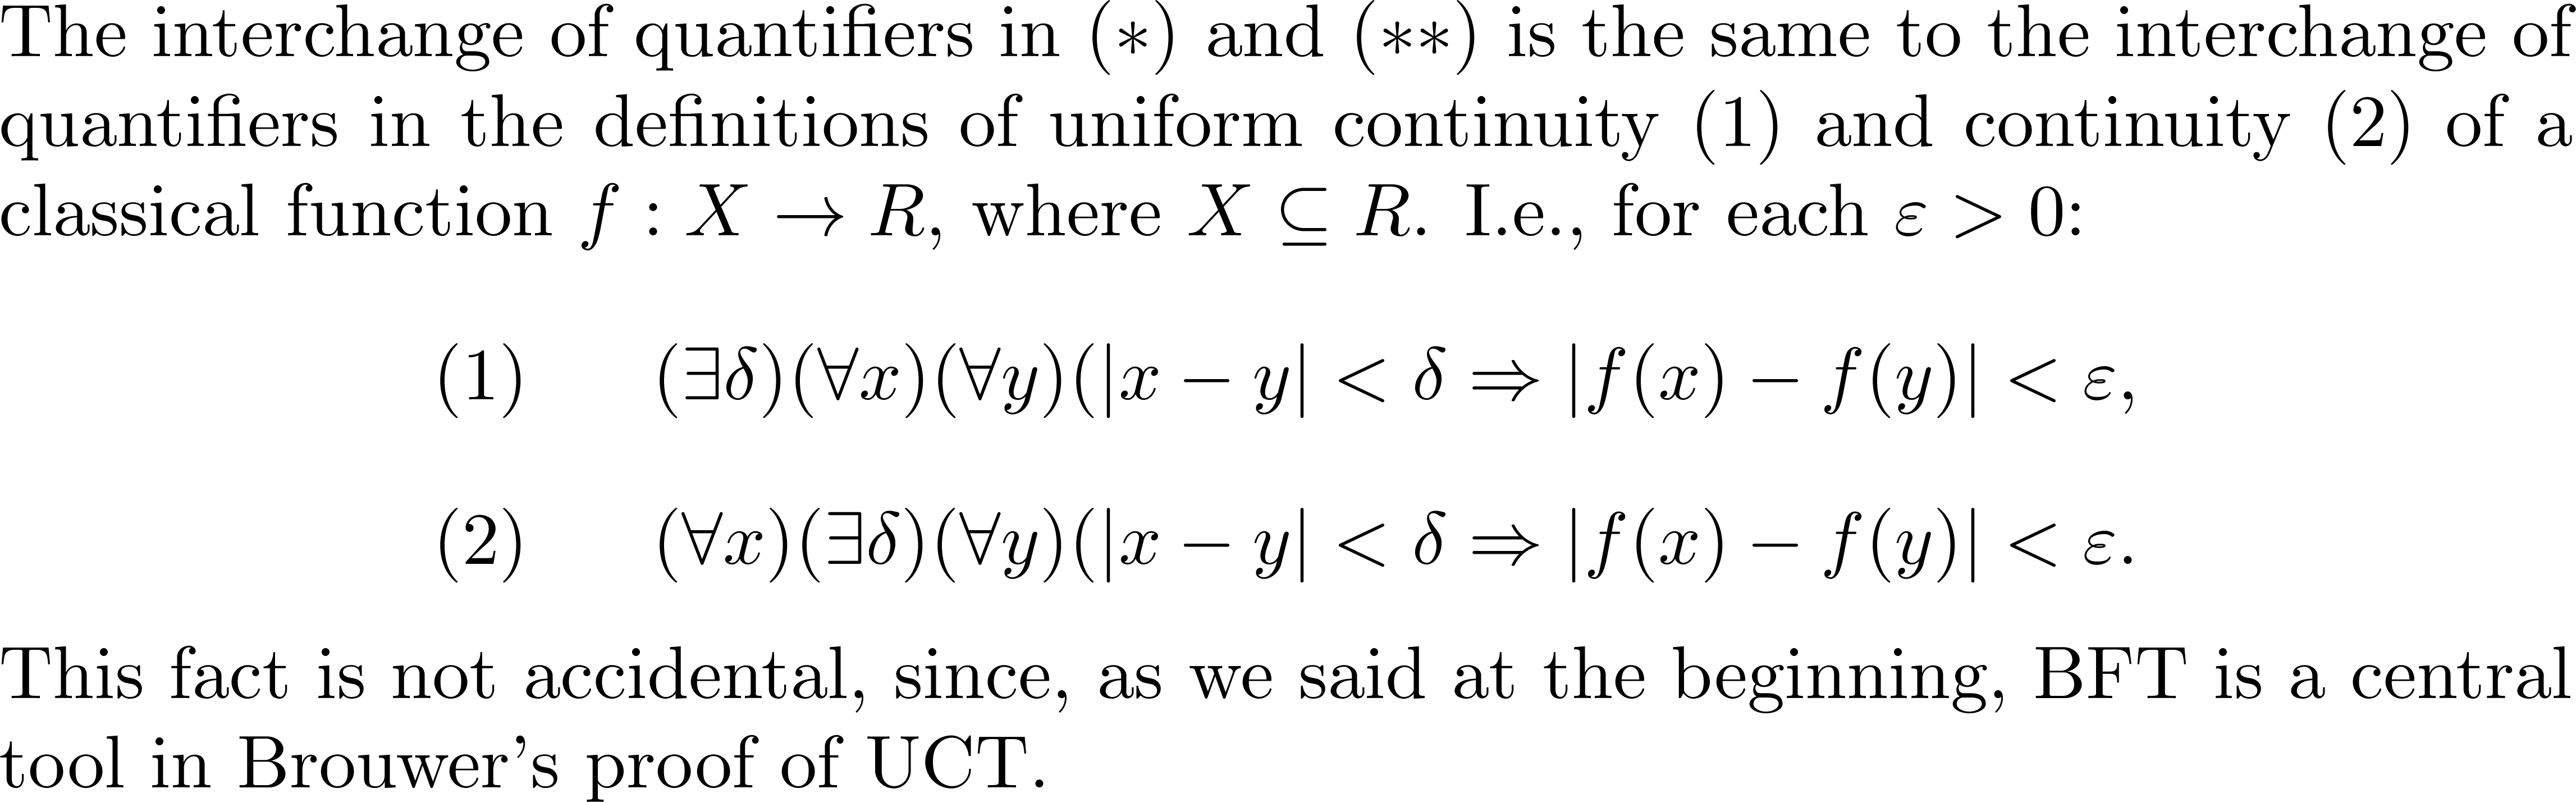 The interchange of quantifiers in (∗) and (∗∗) is the same to the interchange of
quantifiers in the definitions of uniform continuity (1) and continuity (2) of a
classical function f : X → R, where X ⊆ R. I.e., for each ε > 0:
(1) (∃δ)(∀x)(∀y)(|x − y| < δ ⇒ |f(x) − f(y)| < ε,
(2) (∀x)(∃δ)(∀y)(|x − y| < δ ⇒ |f(x) − f(y)| < ε.
This fact is not accidental, since, as we said at the beginning, BFT is a central
tool in Brouwer’s proof of UCT.